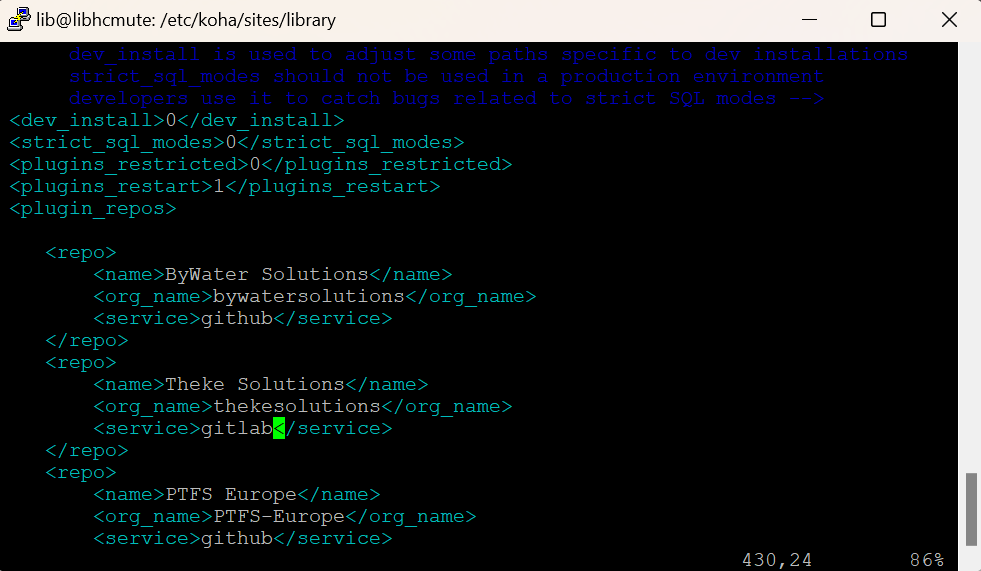 lib@libhcmute: /etc/koha/sites/library
dev_install is used to adjust some paths specific to dev installations
strict_sql_modes should not be used in a production environment
developers use it to catch bugs related to strict SQL modes -->
<dev_install>0</dev_install>
<strict_sql_modes>0</strict_sql_modes>
<plugins_restricted>0</plugins_restricted>
<plugins_restart>1</plugins_restart>
<plugin_repos>
<repo>
<name>ByWater Solutions</name>
<org_name>bywatersolutions</org_name>
<service>github</service>
</repo>
<repo>
<name>Theke Solutions</name>
<org_name>thekesolutions</org_name>
<service>gitlab</service>
</repo>
<repo>
<name>PTFS Europe</name>
<org_name>PTFS-Europe</org_name>
<service>github</service>
430,24 86%